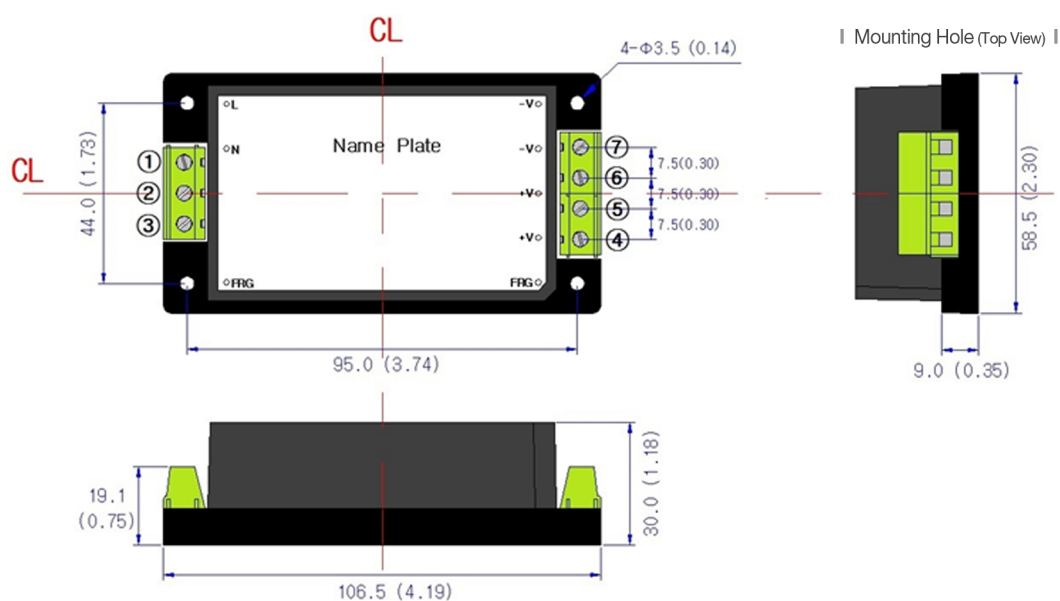 CL
4-Φ3.5 (0.14)
Mounting Hole (Top View)
L
-V
N
Name Plate
-V
+V
+V
FRG
FRG
①
②
③
⑦
⑥
⑤
④
7.5(0.30)
7.5(0.30)
7.5(0.30)
CL
44.0 (1.73)
58.5 (2.30)
95.0 (3.74)
9.0 (0.35)
19.1
(0.75)
30.0 (1.18)
106.5 (4.19)